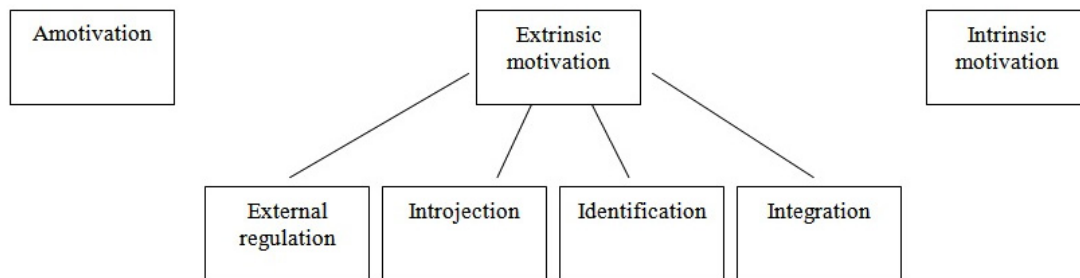 Amotivation
Extrinsic
motivation
Intrinsic
motivation
External
regulation
Introjection
Identification
Integration